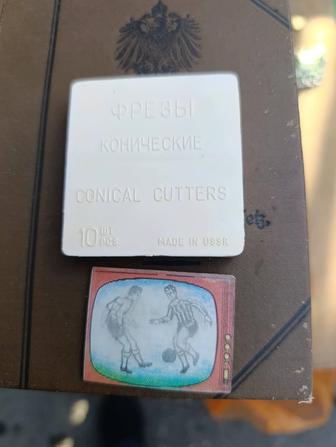 ФРЕЗЫ
КОНИЧЕСКИЕ
CONICAL CUTTERS
10 ШТ
PCS
MADE IN USSR